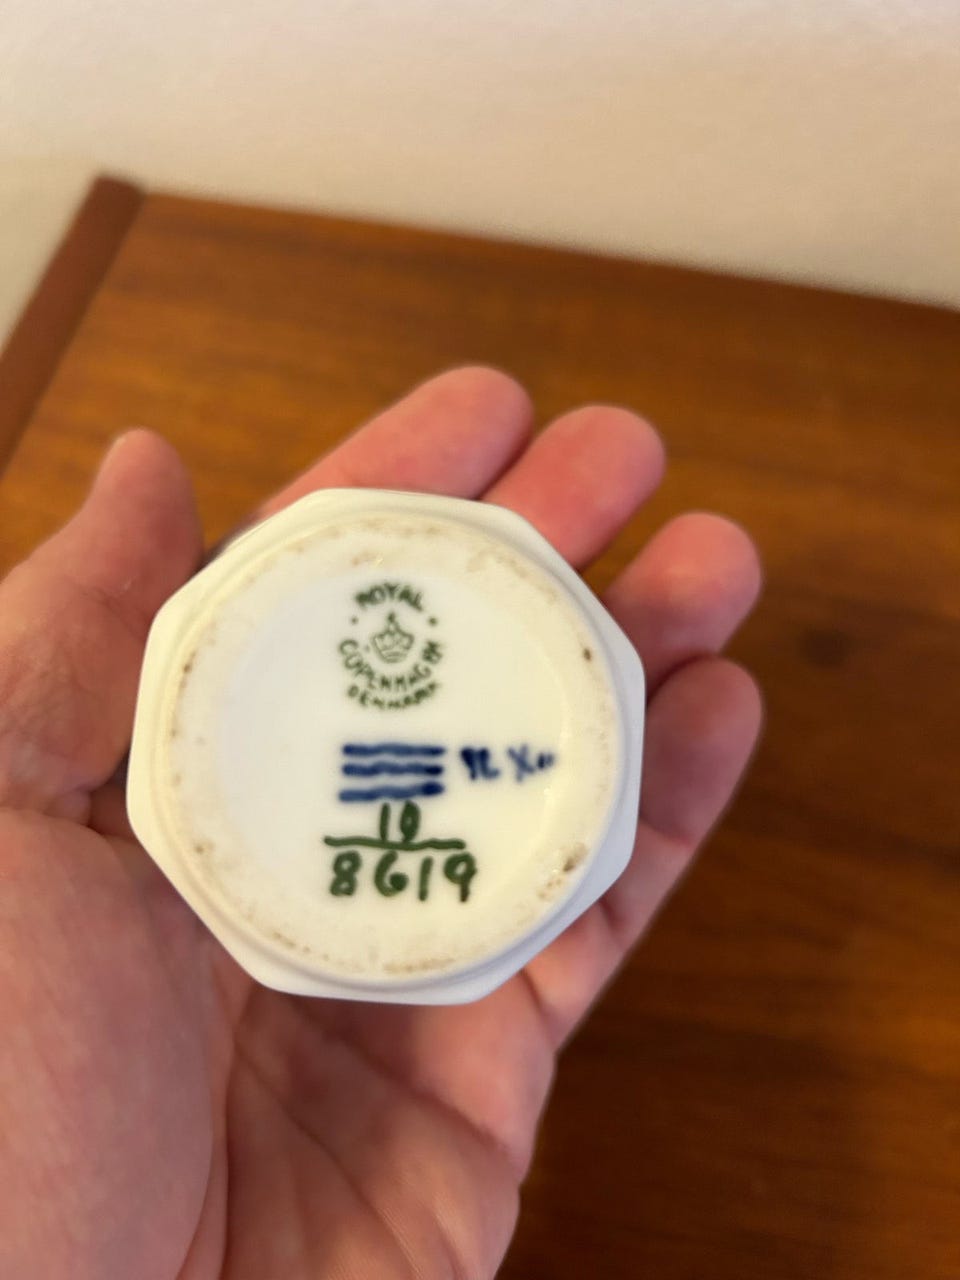 ROYAL
COPENHAGEN
DENMARK
10
8619